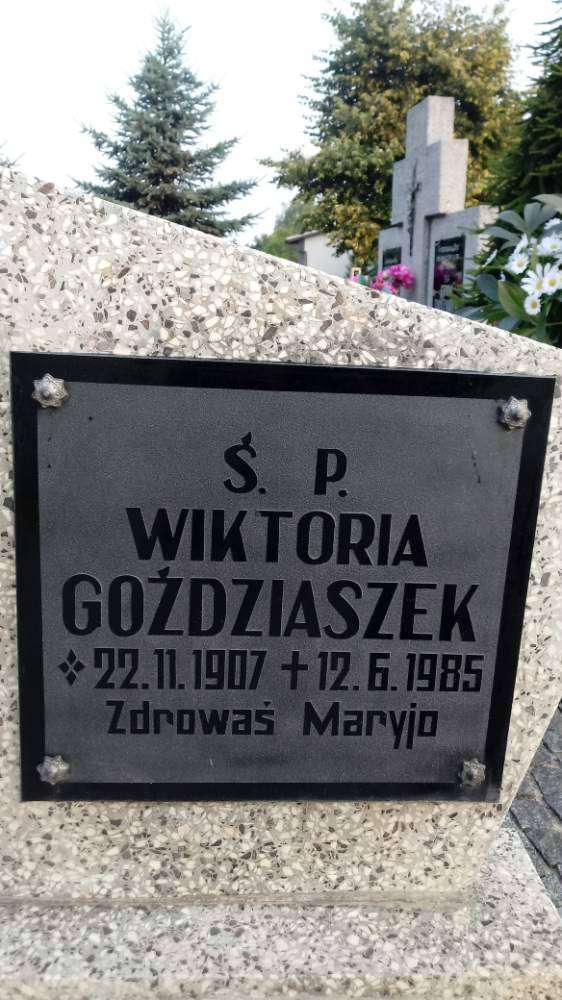 Ś. P.
WIKTORIA
GOŹDZIASZEK
22.11.1907 ✝ 12.6.1985
Zdrowaś Maryjo